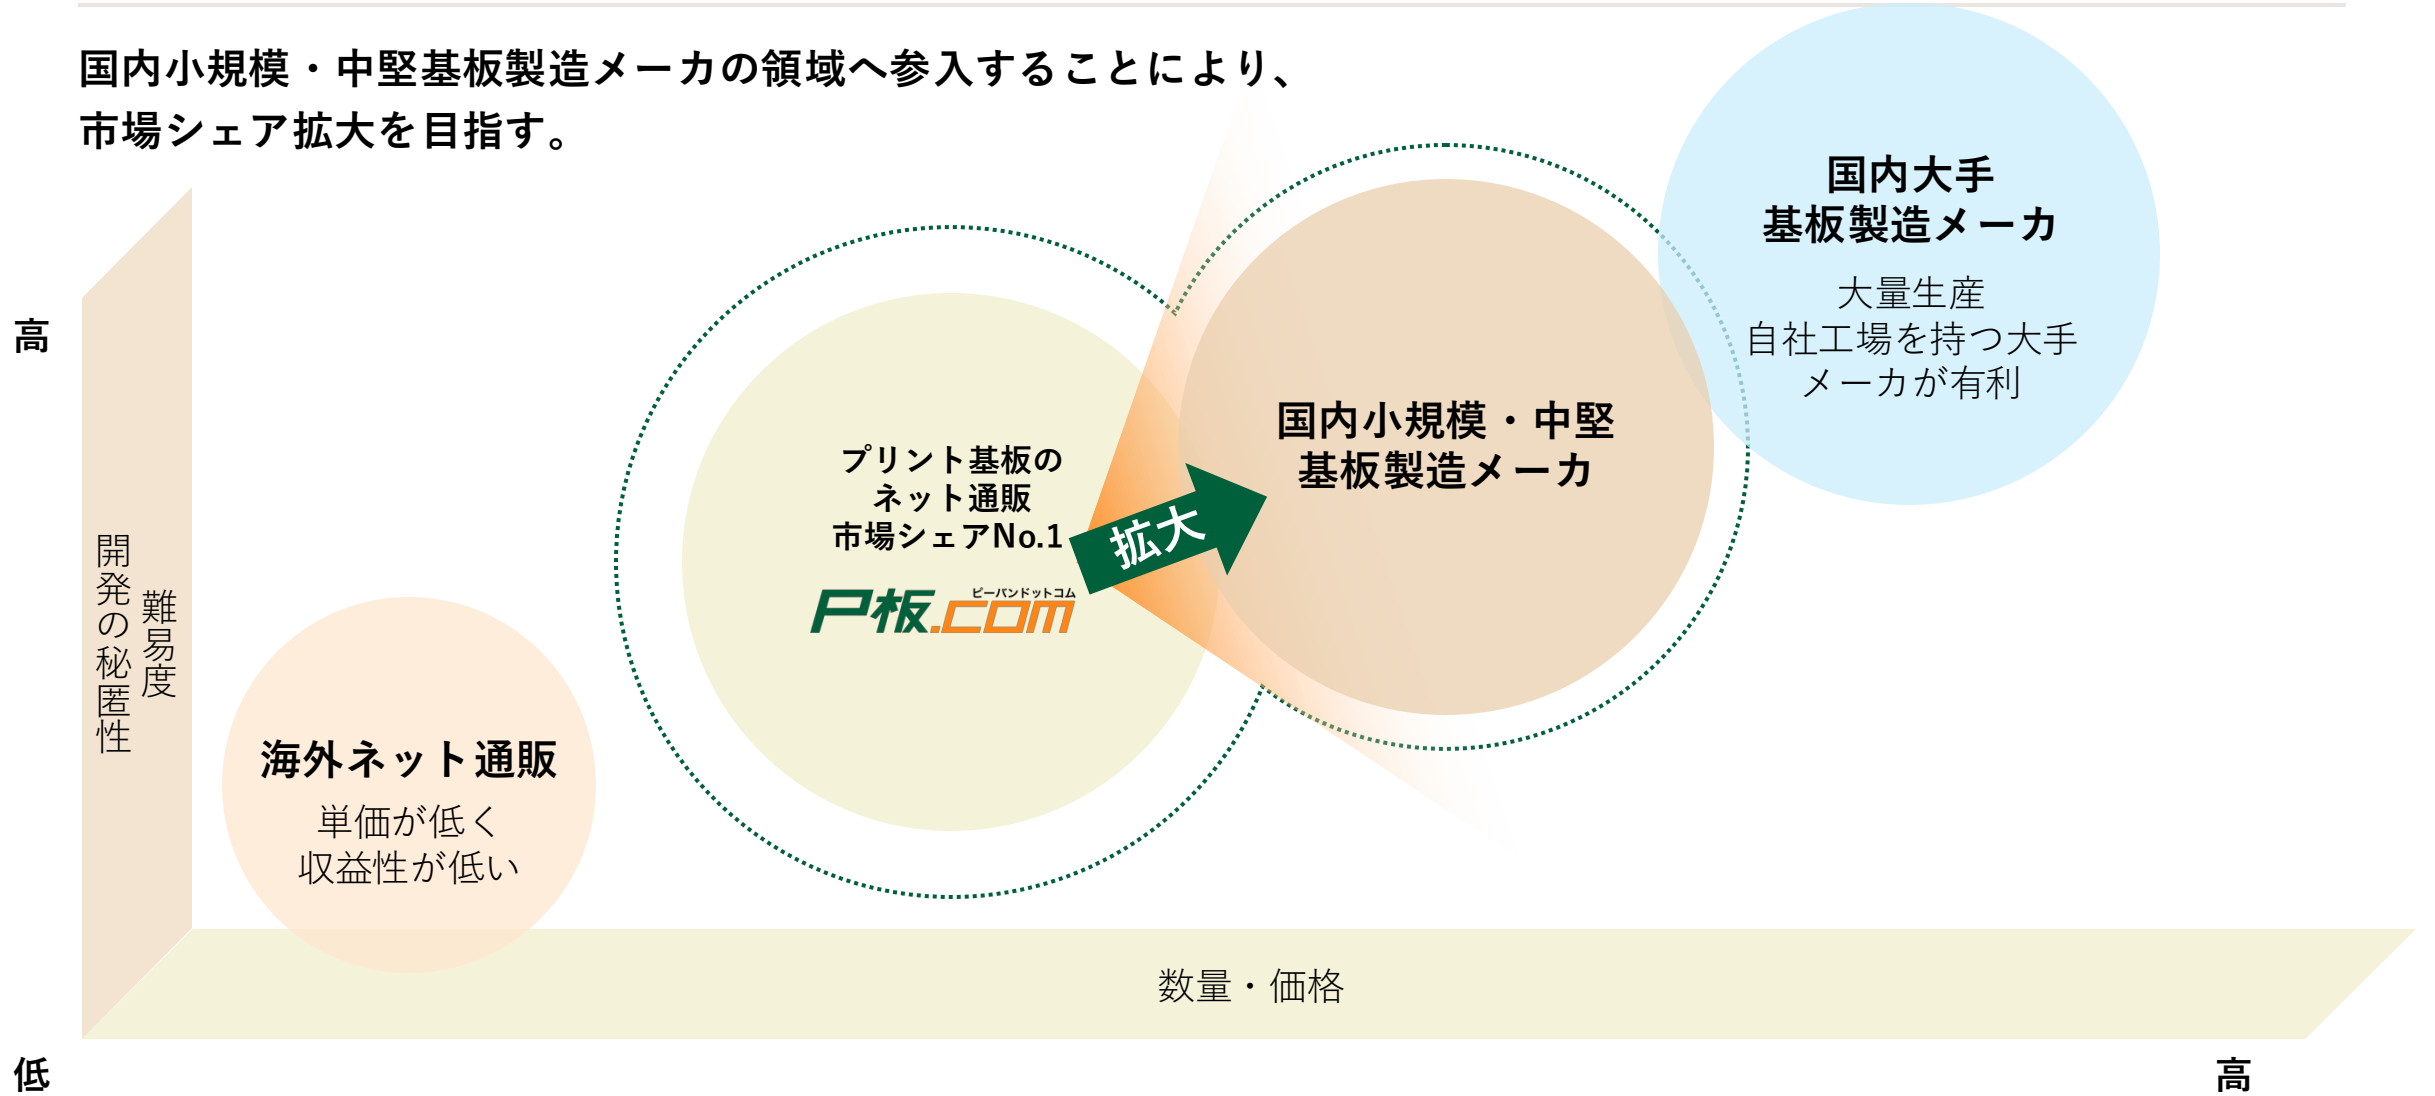 国内小規模・中堅基板製造メーカの領域へ参入することにより、
市場シェア拡大を目指す。
国内大手
基板製造メーカ
大量生産
自社工場を持つ大手
メーカが有利
高
国内小規模・中堅
基板製造メーカ
プリント基板の
ネット通販
市場シェアNo.1
拡大
ピーバンドットコム
P板.com
難易度
開発の秘匿性
海外ネット通販
単価が低く
収益性が低い
数量・価格
低
高